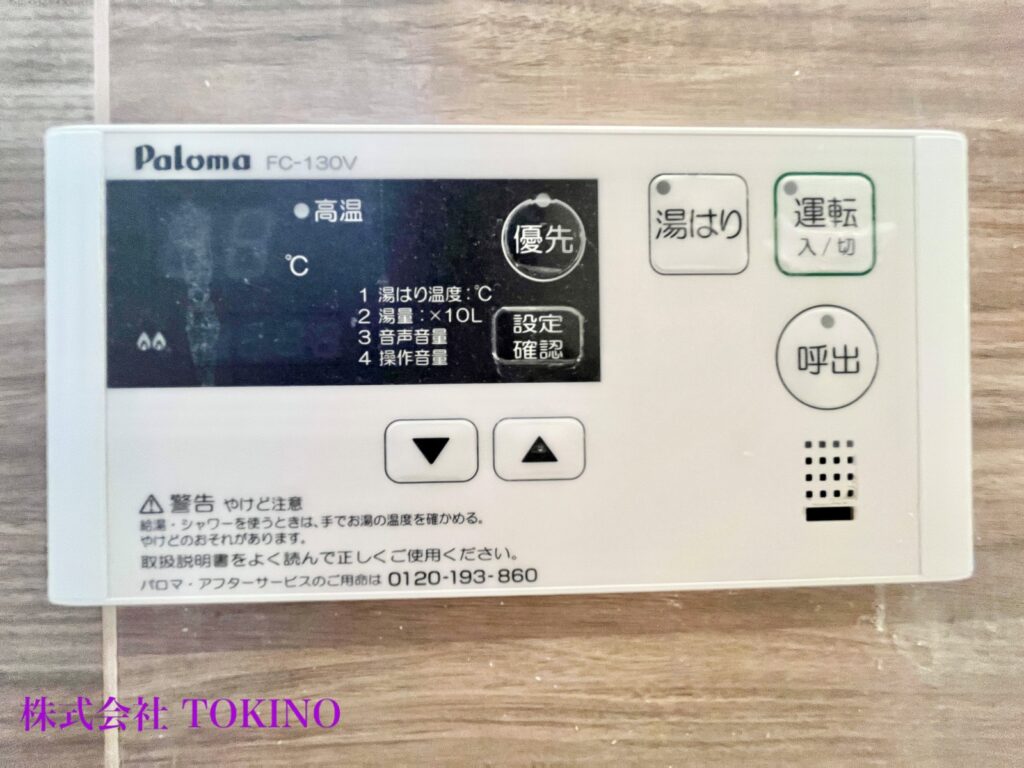 Paloma FC-130V
高温
℃
優先
1 湯はり温度:℃
2 湯量:×10L
3 音声音量
4 操作音量
設定
確認
湯はり
運転
入/切
呼出
▼ ▲
⚠警告 やけど注意
給湯・シャワーを使うときは、手でお湯の温度を確かめる。
やけどのおそれがあります。
取扱説明書をよく読んで正しくご使用ください。
パロマ・アフターサービスのご用命は 0120-193-860
株式会社 TOKINO